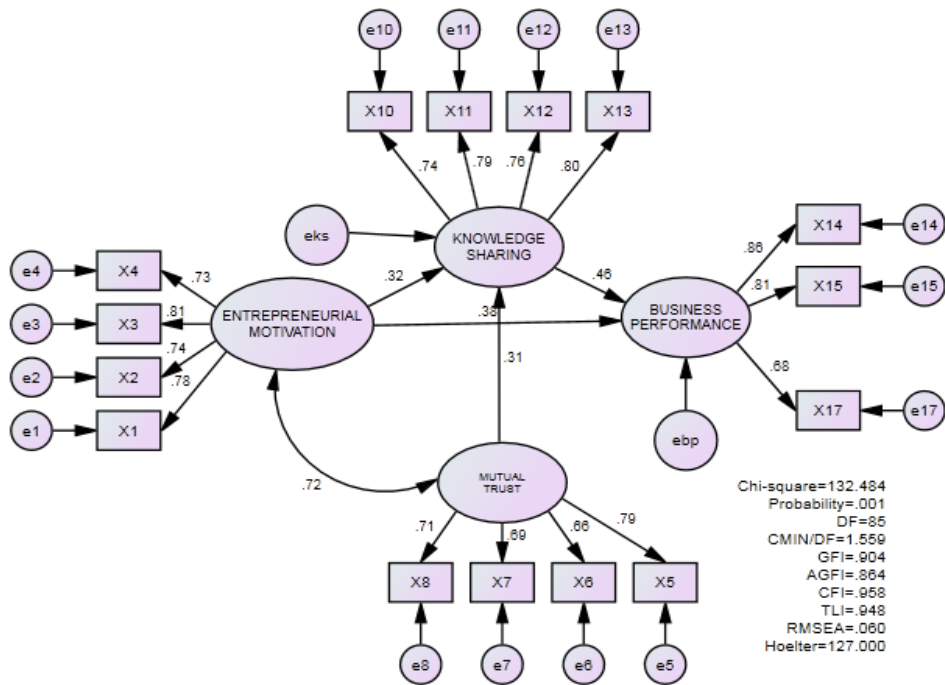 e10
e11
e12
e13
X10
X11
X12
X13
.74
.79
.76
.80
eks
KNOWLEDGE
SHARING
X14
e14
.86
e4
X4
.73
.32
.46
.81
X15
e15
e3
X3
.81
ENTREPRENEURIAL
MOTIVATION
.38
BUSINESS
PERFORMANCE
e2
X2
.74
.31
.68
e1
X1
.78
X17
e17
ebp
.72
MUTUAL
TRUST
.71
.69
.66
.79
X8
X7
X6
X5
e8
e7
e6
e5
Chi-square=132.484
Probability=.001
DF=85
CMIN/DF=1.559
GFI=.904
AGFI=.864
CFI=.958
TLI=.948
RMSEA=.060
Hoelter=127.000